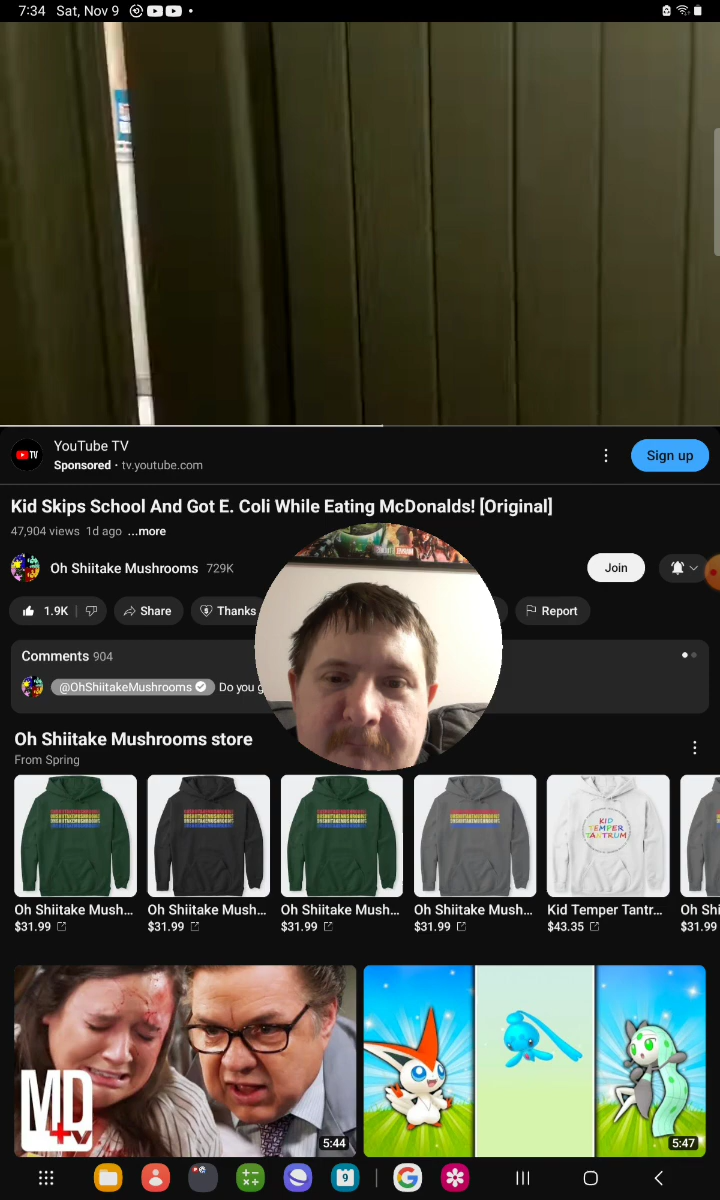 7:34 Sat, Nov 9
YouTube TV
Sponsored · tv.youtube.com
Sign up
Kid Skips School And Got E. Coli While Eating McDonalds! [Original]
47,904 views 1d ago ...more
Oh Shiitake Mushrooms 729K
Join
1.9K
Share
Thanks
Report
Comments 904
@OhShiitakeMushrooms Do you g
Oh Shiitake Mushrooms store
From Spring
KID
TEMPER
TANTRUM
Oh Shiitake Mush...
$31.99
Oh Shiitake Mush...
$31.99
Oh Shiitake Mush...
$31.99
Oh Shiitake Mush...
$31.99
Kid Temper Tantr...
$43.35
Oh Shi
$31.99
MD
TV
5:44
5:47
9